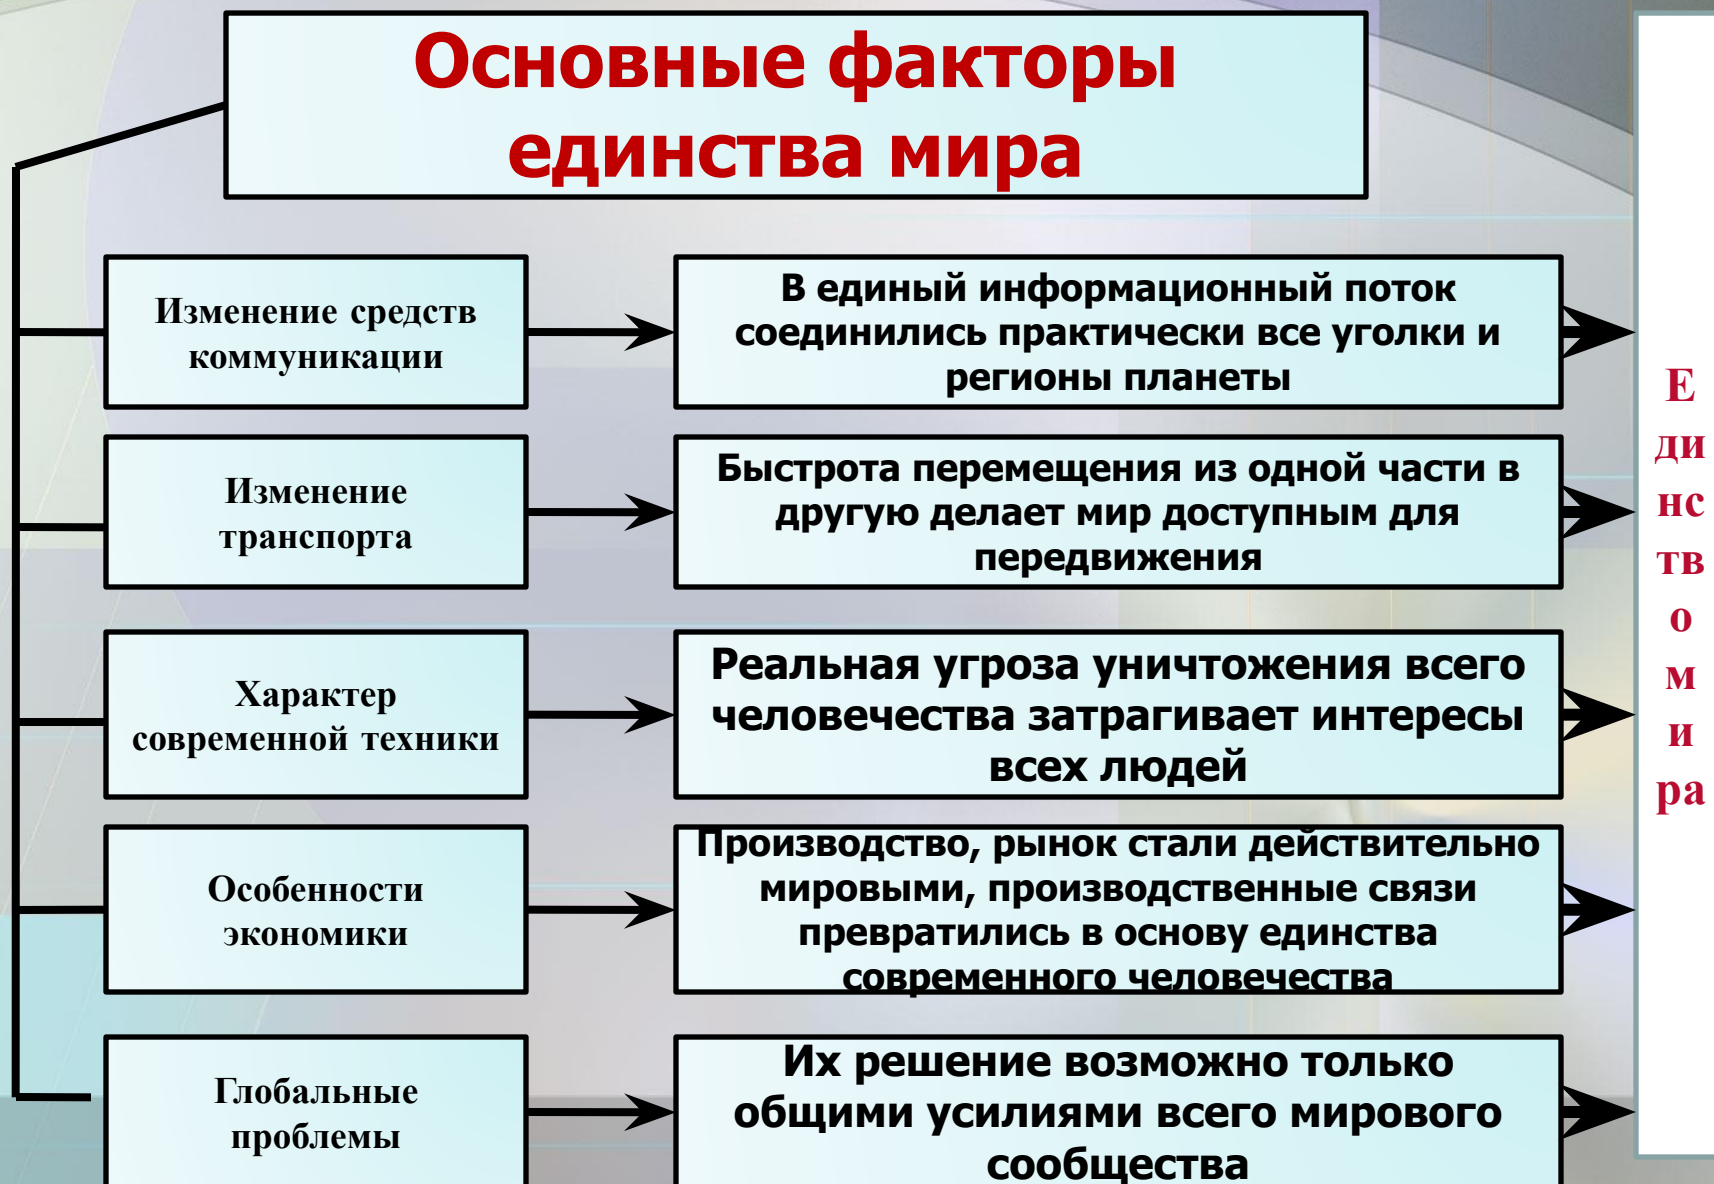 Основные факторы
единства мира
Изменение средств
коммуникации
В единый информационный поток
соединились практически все уголки и
регионы планеты
Изменение
транспорта
Быстрота перемещения из одной части в
другую делает мир доступным для
передвижения
Характер
современной техники
Реальная угроза уничтожения всего
человечества затрагивает интересы
всех людей
Особенности
экономики
Производство, рынок стали действительно
мировыми, производственные связи
превратились в основу единства
современного человечества
Глобальные
проблемы
Их решение возможно только
общими усилиями всего мирового
сообщества
Е
ди
нс
тв
о
м
и
ра